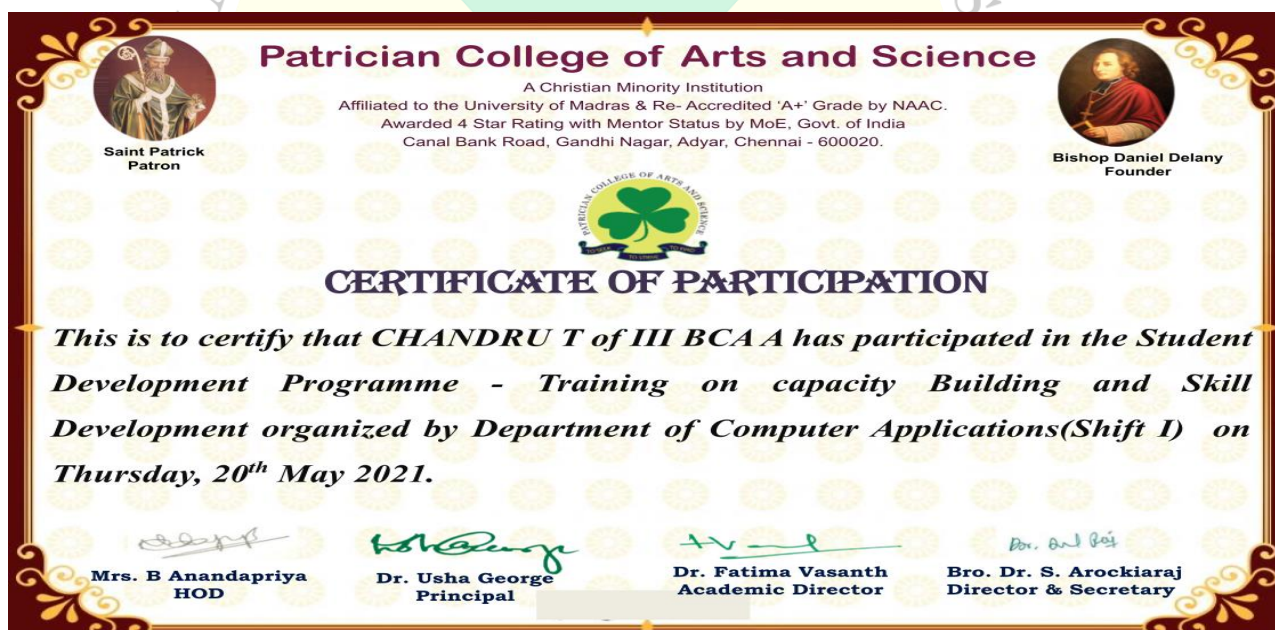 Patrician College of Arts and Science
A Christian Minority Institution
Affiliated to the University of Madras & Re- Accredited 'A+' Grade by NAAC.
Awarded 4 Star Rating with Mentor Status by MoE, Govt. of India
Canal Bank Road, Gandhi Nagar, Adyar, Chennai - 600020.
Saint Patrick
Patron
Bishop Daniel Delany
Founder
PATRICIAN COLLEGE OF ARTS AND SCIENCE
CERTIFICATE OF PARTICIPATION
This is to certify that CHANDRU T of III BCA A has participated in the Student
Development Programme - Training on capacity Building and Skill
Development organized by Department of Computer Applications(Shift I) on
Thursday, 20th May 2021.
Mrs. B Anandapriya
HOD
Dr. Usha George
Principal
Dr. Fatima Vasanth
Academic Director
Bro. Dr. S. Arockiaraj
Director & Secretary